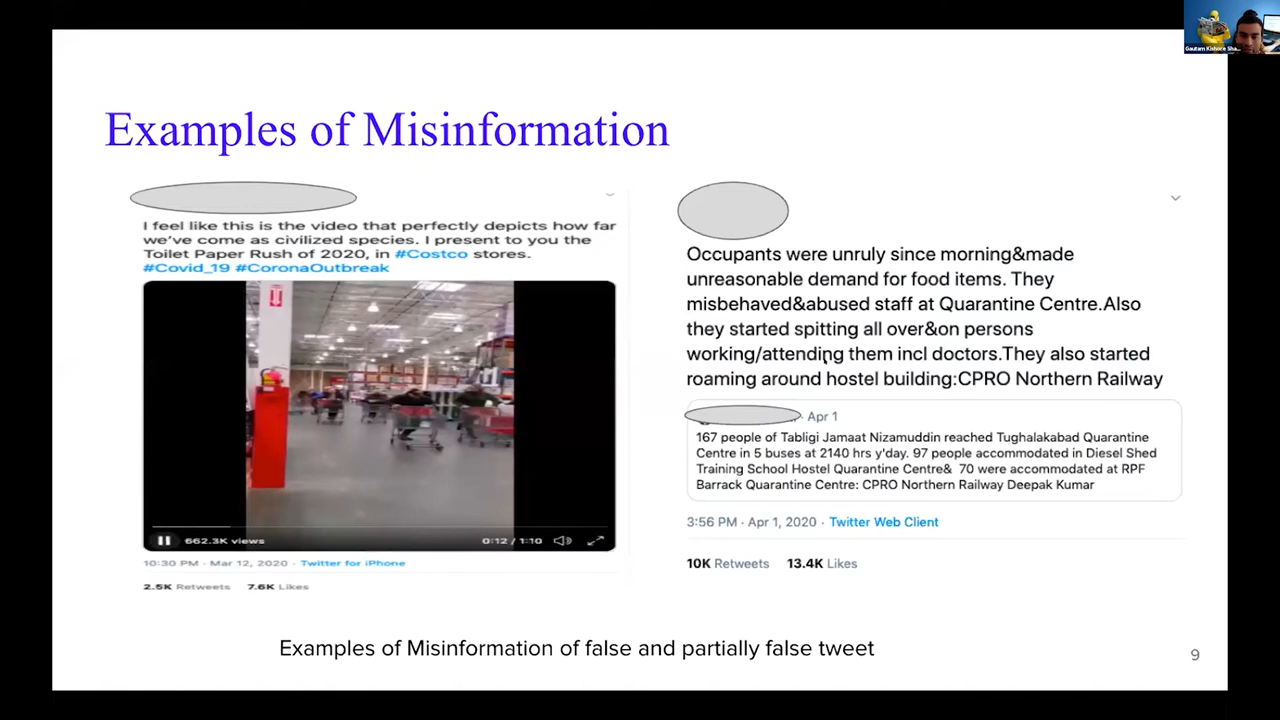 Gautam Kishore Sha...
Examples of Misinformation
I feel like this is the video that perfectly depicts how far
we've come as civilized species. I present to you the
Toilet Paper Rush of 2020, in #Costco stores.
#Covid_19 #CoronaOutbreak
662.3K views
0:12 / 1:10
10:30 PM · Mar 12, 2020 · Twitter for iPhone
2.5K Retweets 7.6K Likes
Occupants were unruly since morning&made
unreasonable demand for food items. They
misbehaved&abused staff at Quarantine Centre.Also
they started spitting all over&on persons
working/attending them incl doctors.They also started
roaming around hostel building:CPRO Northern Railway
· Apr 1
167 people of Tabligi Jamaat Nizamuddin reached Tughalakabad Quarantine
Centre in 5 buses at 2140 hrs y'day. 97 people accommodated in Diesel Shed
Training School Hostel Quarantine Centre& 70 were accommodated at RPF
Barrack Quarantine Centre: CPRO Northern Railway Deepak Kumar
3:56 PM · Apr 1, 2020 · Twitter Web Client
10K Retweets 13.4K Likes
Examples of Misinformation of false and partially false tweet
9